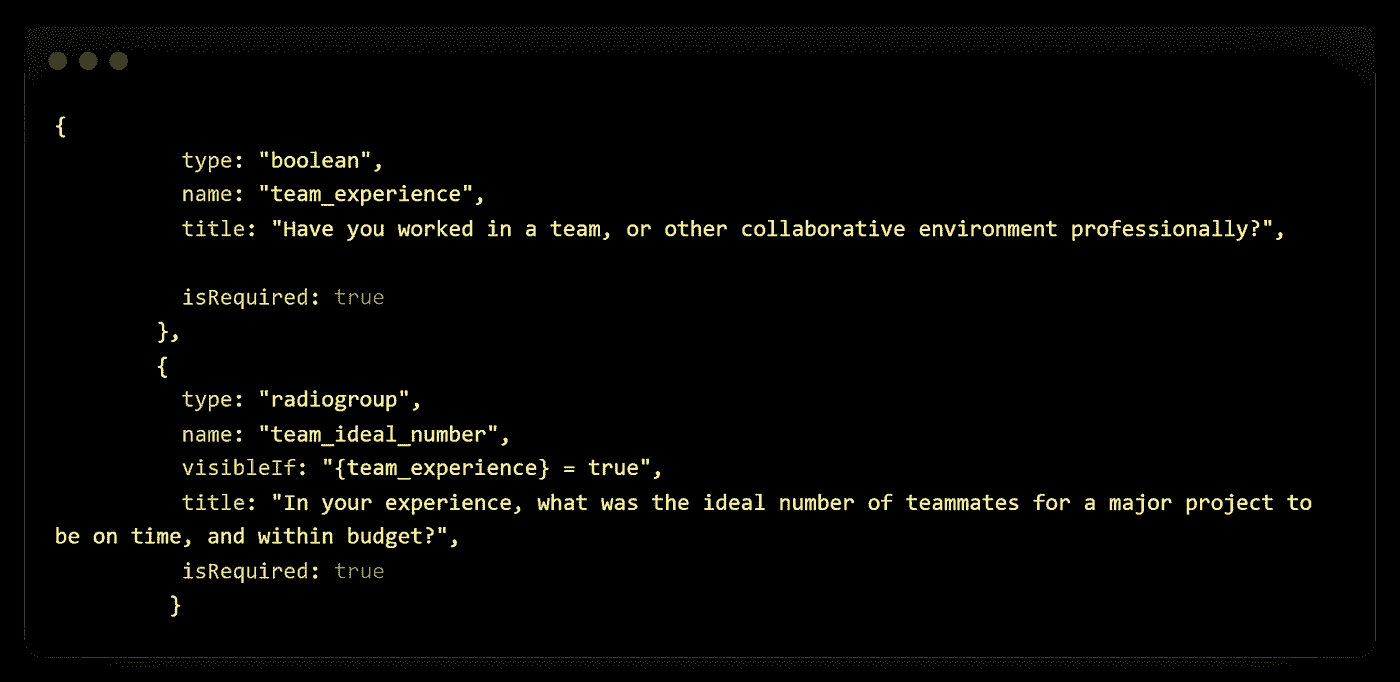 {
type: "boolean",
name: "team_experience",
title: "Have you worked in a team, or other collaborative environment professionally?",
isRequired: true
},
{
type: "radiogroup",
name: "team_ideal_number",
visibleIf: "{team_experience} = true",
title: "In your experience, what was the ideal number of teammates for a major project to
be on time, and within budget?",
isRequired: true
}